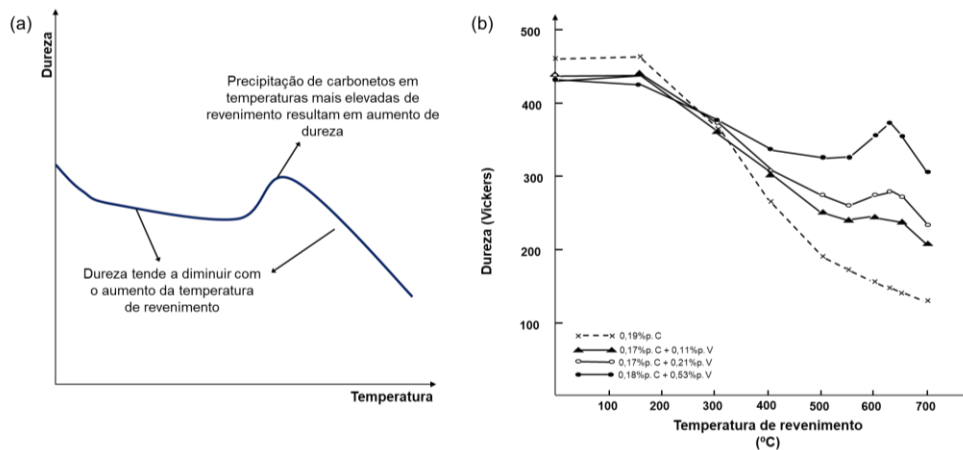 (a)
Dureza
Precipitação de carbonetos em
temperaturas mais elevadas de
revenimento resultam em aumento de
dureza
Dureza tende a diminuir com
o aumento da temperatura
de revenimento
Temperatura
(b)
Dureza (Vickers)
500
400
300
200
100
0,19%p. C
0,17%p. C + 0,11%p. V
0,17%p. C + 0,21%p. V
0,18%p. C + 0,53%p. V
100 200 300 400 500 600 700
Temperatura de revenimento
(ºC)